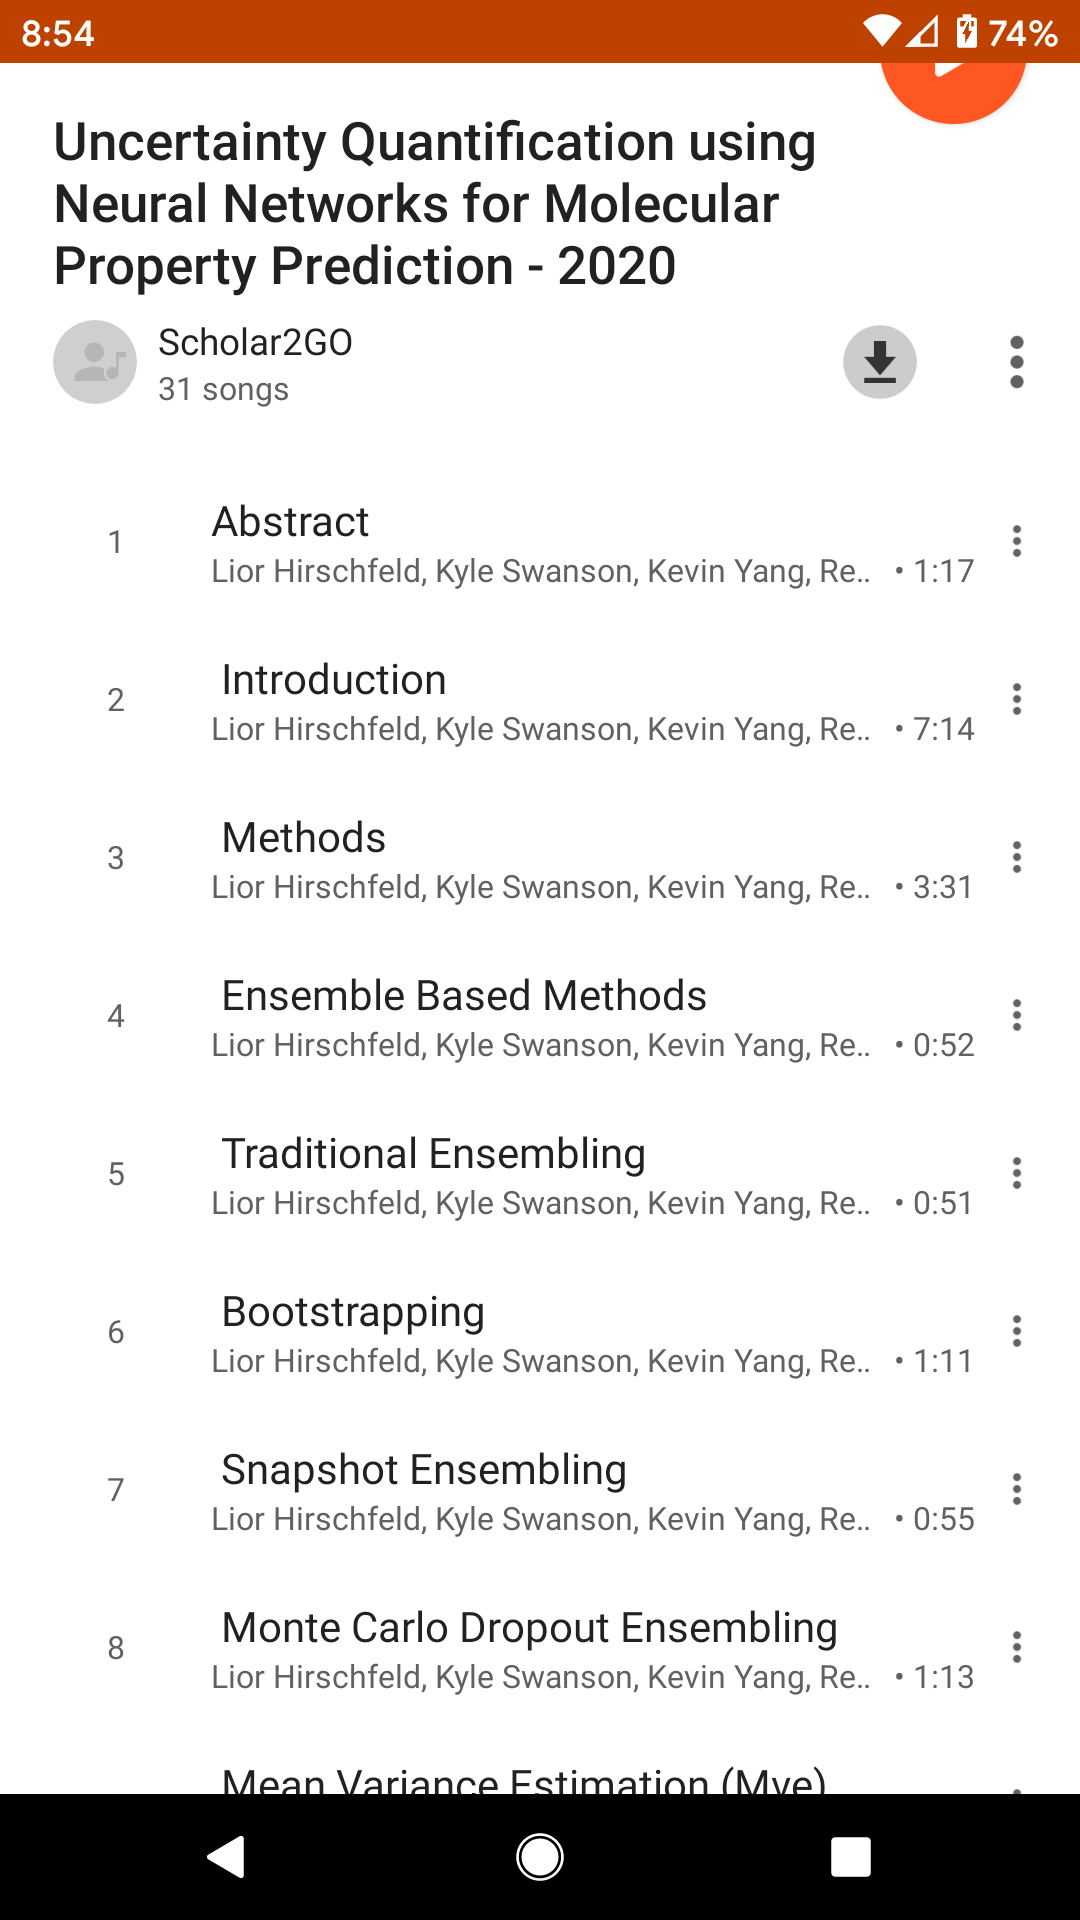 8:54
74%
Uncertainty Quantification using
Neural Networks for Molecular
Property Prediction - 2020
Scholar2GO
31 songs
1
Abstract
Lior Hirschfeld, Kyle Swanson, Kevin Yang, Re.. • 1:17
2
Introduction
Lior Hirschfeld, Kyle Swanson, Kevin Yang, Re.. • 7:14
3
Methods
Lior Hirschfeld, Kyle Swanson, Kevin Yang, Re.. • 3:31
4
Ensemble Based Methods
Lior Hirschfeld, Kyle Swanson, Kevin Yang, Re.. • 0:52
5
Traditional Ensembling
Lior Hirschfeld, Kyle Swanson, Kevin Yang, Re.. • 0:51
6
Bootstrapping
Lior Hirschfeld, Kyle Swanson, Kevin Yang, Re.. • 1:11
7
Snapshot Ensembling
Lior Hirschfeld, Kyle Swanson, Kevin Yang, Re.. • 0:55
8
Monte Carlo Dropout Ensembling
Lior Hirschfeld, Kyle Swanson, Kevin Yang, Re.. • 1:13
Mean Variance Estimation (Mve)